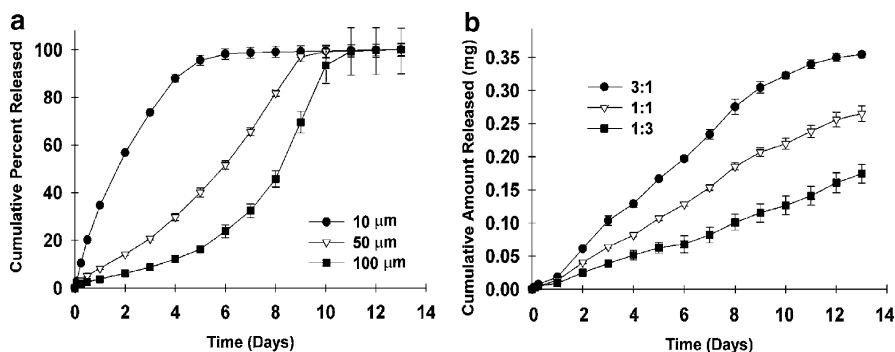 a
Cumulative Percent Released
100
80
60
40
20
0
10 μm
50 μm
100 μm
0 2 4 6 8 10 12 14
Time (Days)
b
Cumulative Amount Released (mg)
0.35
0.30
0.25
0.20
0.15
0.10
0.05
0.00
3:1
1:1
1:3
0 2 4 6 8 10 12 14
Time (Days)